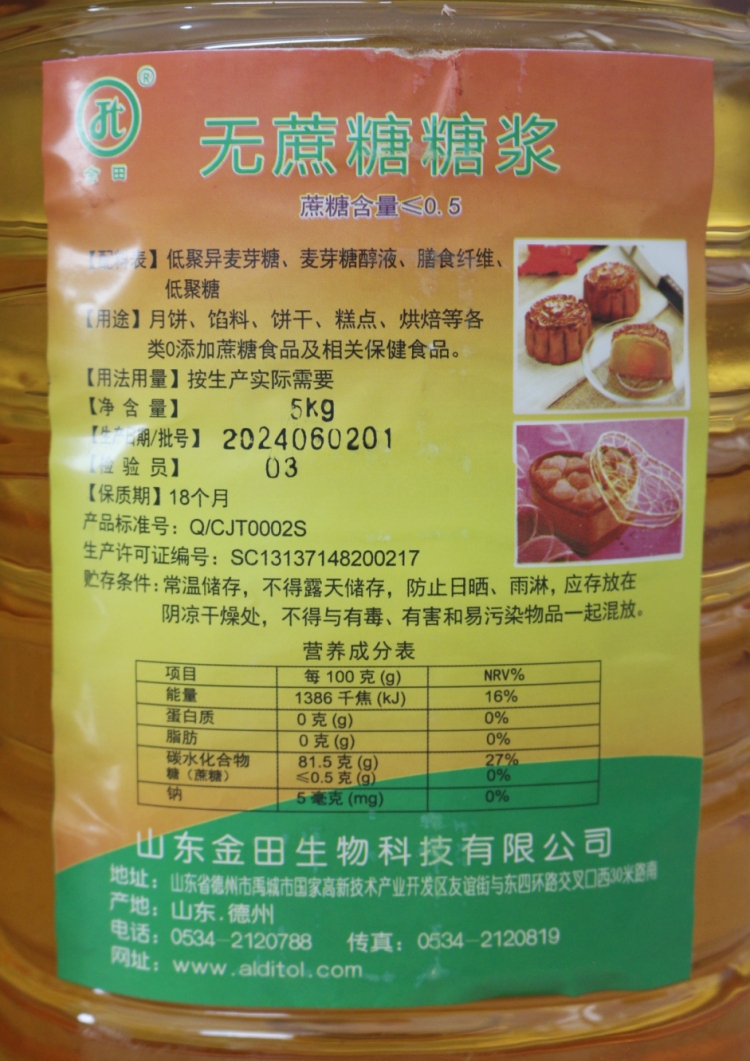 ®
金田
无蔗糖糖浆
蔗糖含量≤0.5
【配料表】低聚异麦芽糖、麦芽糖醇液、膳食纤维、
低聚糖
【用途】月饼、馅料、饼干、糕点、烘焙等各
类0添加蔗糖食品及相关保健食品。
【用法用量】按生产实际需要
【净含量】 5kg
【生产日期/批号】 2024060201
【检验员】 03
【保质期】18个月
产品标准号：Q/CJT0002S
生产许可证编号：SC13137148200217
贮存条件：常温储存，不得露天储存，防止日晒、雨淋，应存放在
阴凉干燥处，不得与有毒、有害和易污染物品一起混放。
营养成分表
项目 每100克(g) NRV%
能量 1386千焦(kJ) 16%
蛋白质 0克(g) 0%
脂肪 0克(g) 0%
碳水化合物 81.5克(g) 27%
糖（蔗糖） ≤0.5克(g) 0%
钠 5毫克(mg) 0%
山东金田生物科技有限公司
地址：山东省德州市禹城市国家高新技术产业开发区友谊街与东四环路交叉口西30米路南
产地：山东.德州
电话：0534-2120788 传真：0534-2120819
网址：www.alditol.com